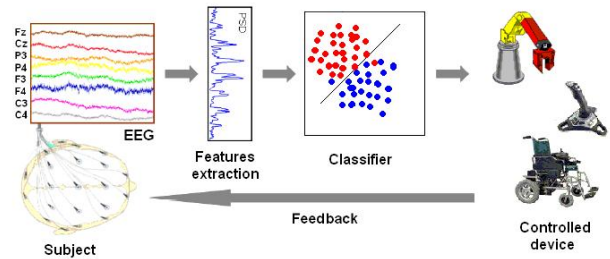 Fz
Cz
P3
P4
F3
F4
C3
C4
EEG
PSD
Features
extraction
Classifier
Feedback
Subject
Controlled
device